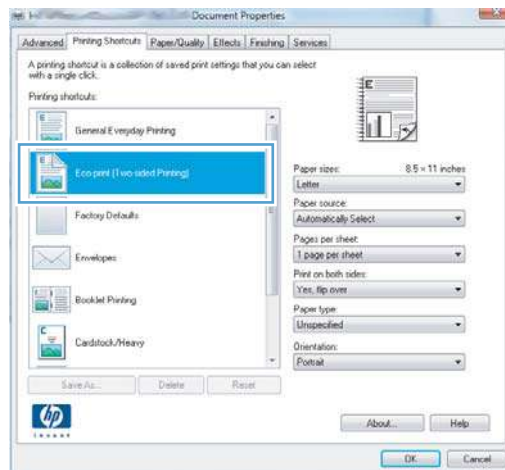 Document Properties
Advanced
Printing Shortcuts
Paper/Quality
Effects
Finishing
Services
A printing shortcut is a collection of saved print settings that you can select
with a single click.
Printing shortcuts:
General Everyday Printing
Eco-print (Two-sided Printing)
Factory Defaults
Envelopes
Booklet Printing
Cardstock/Heavy
Save As...
Delete
Reset
Paper sizes: 8.5 × 11 inches
Letter
Paper source:
Automatically Select
Pages per sheet:
1 page per sheet
Print on both sides:
Yes, flip over
Paper type:
Unspecified
Orientation:
Portrait
hp
invent
About...
Help
OK
Cancel